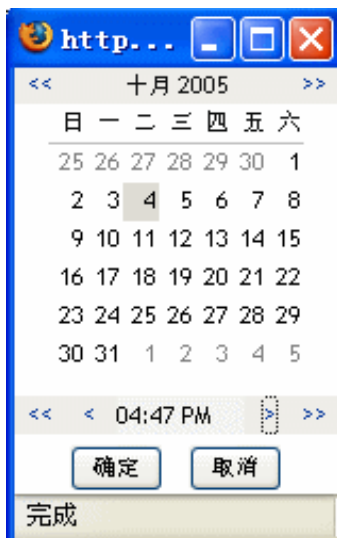 http...
<< 十月 2005 >>
日 一 二 三 四 五 六
25 26 27 28 29 30 1
2 3 4 5 6 7 8
9 10 11 12 13 14 15
16 17 18 19 20 21 22
23 24 25 26 27 28 29
30 31 1 2 3 4 5
<< < 04:47 PM > >>
确定 取消
完成